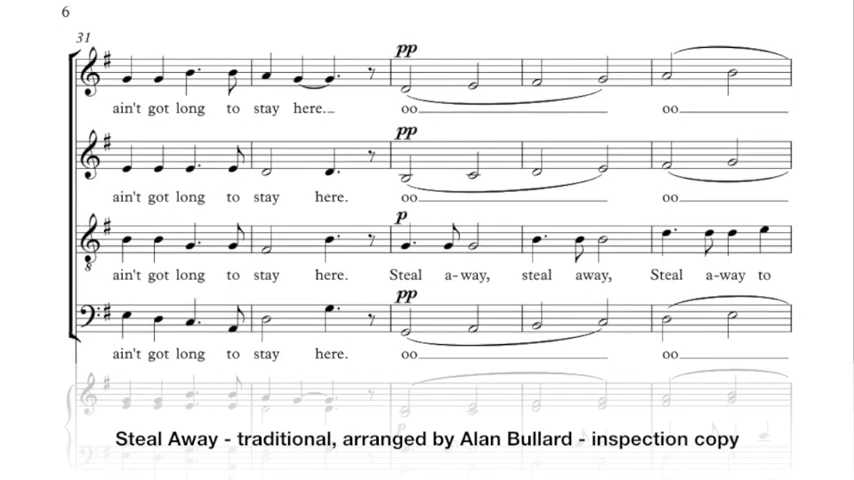 6
31
pp
ain't got long to stay here.
oo oo
pp
ain't got long to stay here.
oo oo
p
ain't got long to stay here. Steal a-way, steal away, Steal a-way to
pp
ain't got long to stay here.
oo oo
p
Steal Away - traditional, arranged by Alan Bullard - inspection copy